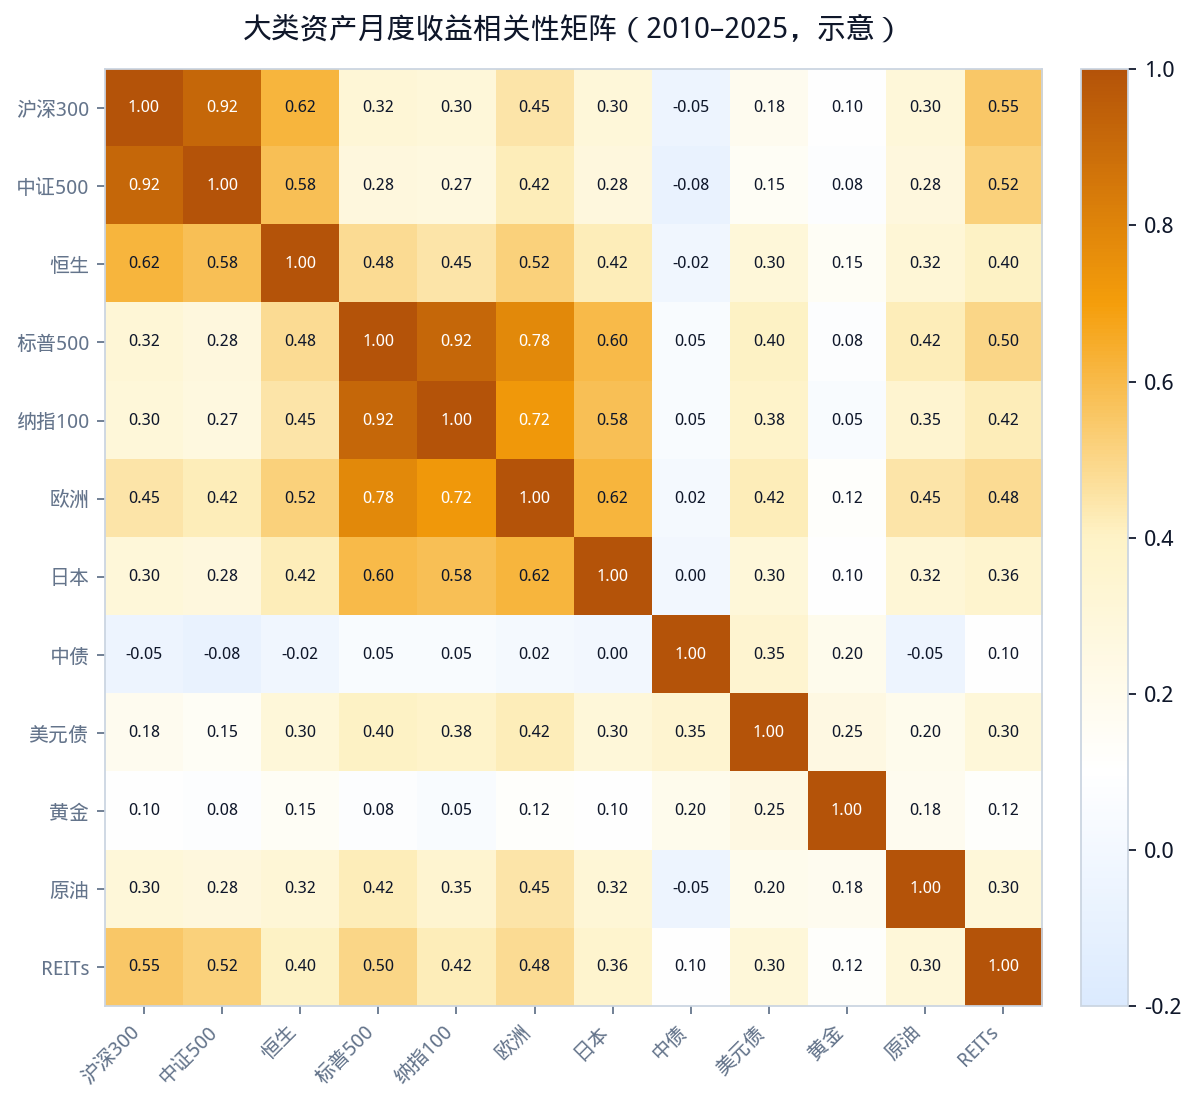 大类资产月度收益相关性矩阵（2010–2025，示意）
沪深300 1.00 0.92 0.62 0.32 0.30 0.45 0.30 -0.05 0.18 0.10 0.30 0.55
中证500 0.92 1.00 0.58 0.28 0.27 0.42 0.28 -0.08 0.15 0.08 0.28 0.52
恒生 0.62 0.58 1.00 0.48 0.45 0.52 0.42 -0.02 0.30 0.15 0.32 0.40
标普500 0.32 0.28 0.48 1.00 0.92 0.78 0.60 0.05 0.40 0.08 0.42 0.50
纳指100 0.30 0.27 0.45 0.92 1.00 0.72 0.58 0.05 0.38 0.05 0.35 0.42
欧洲 0.45 0.42 0.52 0.78 0.72 1.00 0.62 0.02 0.42 0.12 0.45 0.48
日本 0.30 0.28 0.42 0.60 0.58 0.62 1.00 0.00 0.30 0.10 0.32 0.36
中债 -0.05 -0.08 -0.02 0.05 0.05 0.02 0.00 1.00 0.35 0.20 -0.05 0.10
美元债 0.18 0.15 0.30 0.40 0.38 0.42 0.30 0.35 1.00 0.25 0.20 0.30
黄金 0.10 0.08 0.15 0.08 0.05 0.12 0.10 0.20 0.25 1.00 0.18 0.12
原油 0.30 0.28 0.32 0.42 0.35 0.45 0.32 -0.05 0.20 0.18 1.00 0.30
REITs 0.55 0.52 0.40 0.50 0.42 0.48 0.36 0.10 0.30 0.12 0.30 1.00
沪深300 中证500 恒生 标普500 纳指100 欧洲 日本 中债 美元债 黄金 原油 REITs
1.0
0.8
0.6
0.4
0.2
0.0
-0.2